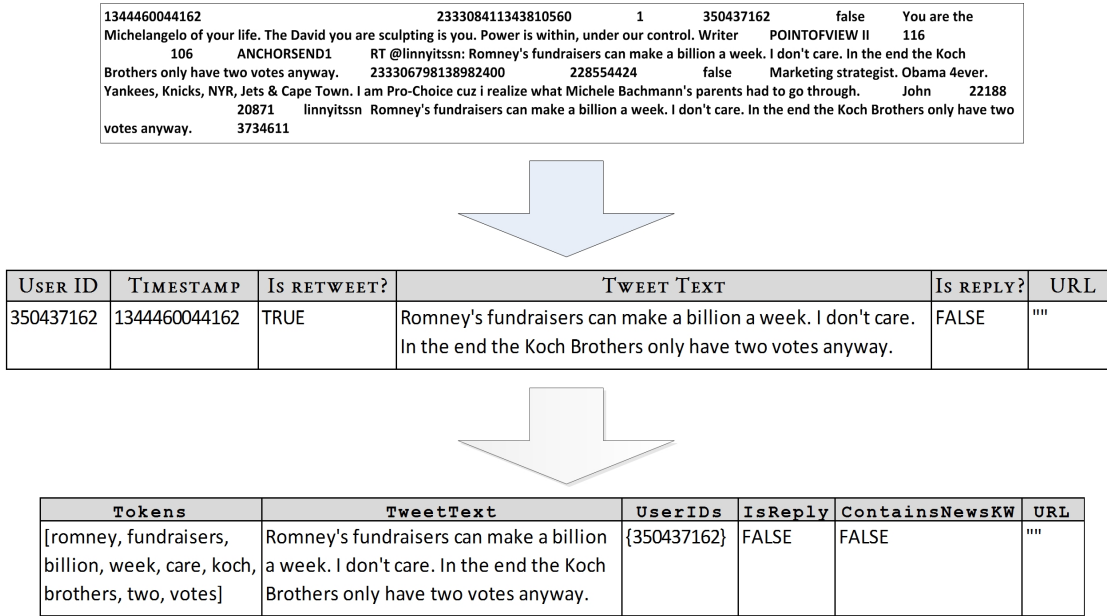 1344460044162 233308411343810560 1 350437162 false You are the
Michelangelo of your life. The David you are sculpting is you. Power is within, under our control. Writer POINTOFVIEW II 116
106 ANCHORSEND1 RT @linnyitssn: Romney's fundraisers can make a billion a week. I don't care. In the end the Koch
Brothers only have two votes anyway. 233306798138982400 228554424 false Marketing strategist. Obama 4ever.
Yankees, Knicks, NYR, Jets & Cape Town. I am Pro-Choice cuz i realize what Michele Bachmann's parents had to go through. John 22188
20871 linnyitssn Romney's fundraisers can make a billion a week. I don't care. In the end the Koch Brothers only have two
votes anyway. 3734611
User ID Timestamp Is retweet? Tweet Text Is reply? URL
350437162 1344460044162 TRUE Romney's fundraisers can make a billion a week. I don't care. FALSE ""
In the end the Koch Brothers only have two votes anyway.
Tokens TweetText UserIDs IsReply ContainsNewsKW URL
[romney, fundraisers, Romney's fundraisers can make a billion {350437162} FALSE FALSE ""
billion, week, care, koch, a week. I don't care. In the end the Koch
brothers, two, votes] Brothers only have two votes anyway.